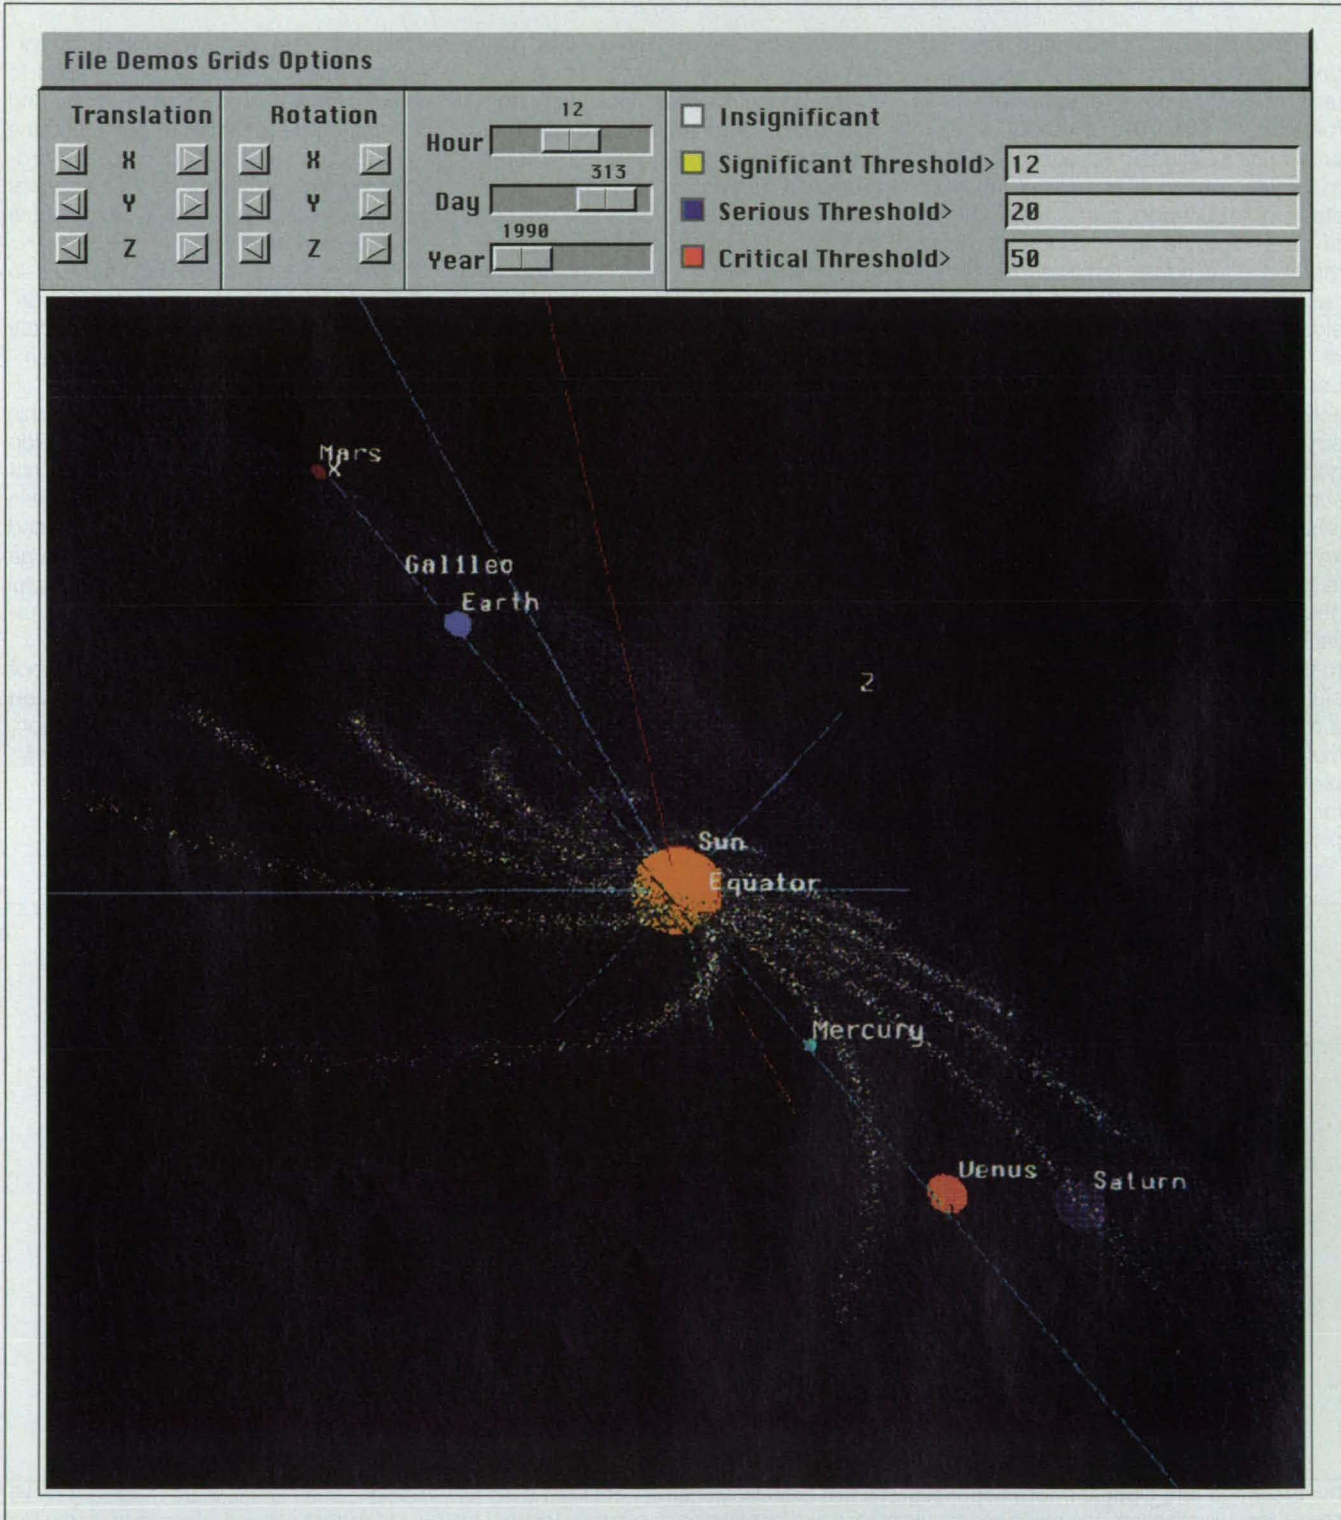 File Demos Grids Options
Translation
X
Y
Z
Rotation
X
Y
Z
12
Hour
313
Day
1990
Year
Insignificant
Significant Threshold> 12
Serious Threshold> 20
Critical Threshold> 50
Mars
X
Galileo
Earth
Z
Sun
Equator
Mercury
Venus
Saturn